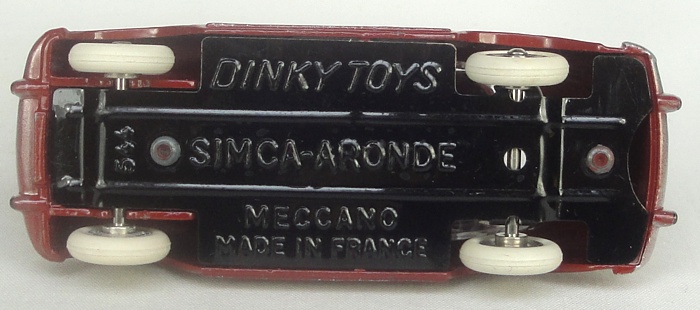 DINKY TOYS
544
SIMCA-ARONDE
MECCANO
MADE IN FRANCE